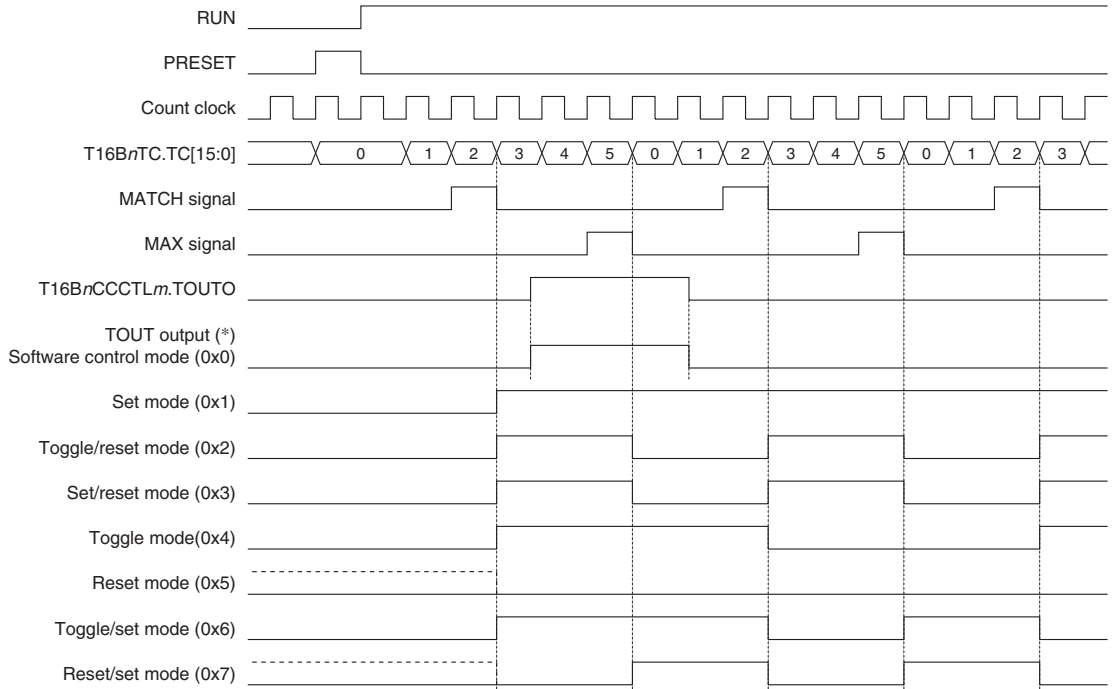 RUN
PRESET
Count clock
T16BnTC.TC[15:0] 0 1 2 3 4 5 0 1 2 3 4 5 0 1 2 3
MATCH signal
MAX signal
T16BnCCCTLm.TOUTO
TOUT output (*)
Software control mode (0x0)
Set mode (0x1)
Toggle/reset mode (0x2)
Set/reset mode (0x3)
Toggle mode(0x4)
Reset mode (0x5)
Toggle/set mode (0x6)
Reset/set mode (0x7)